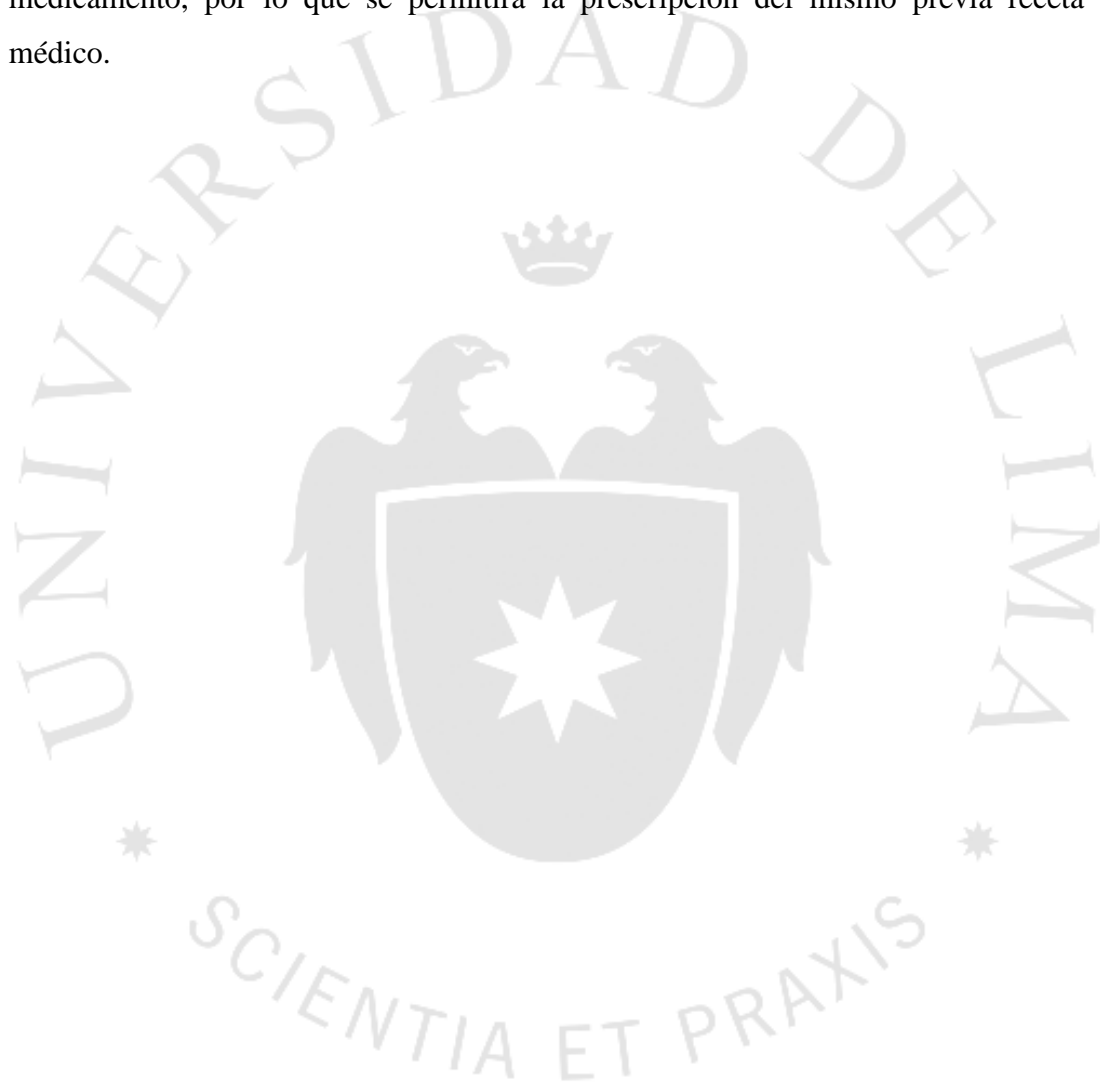 medicamento, por lo que se permitirá la prescripción del mismo previa receta
médico.
UNIVERSIDAD DE LIMA
SCIENTIA ET PRAXIS